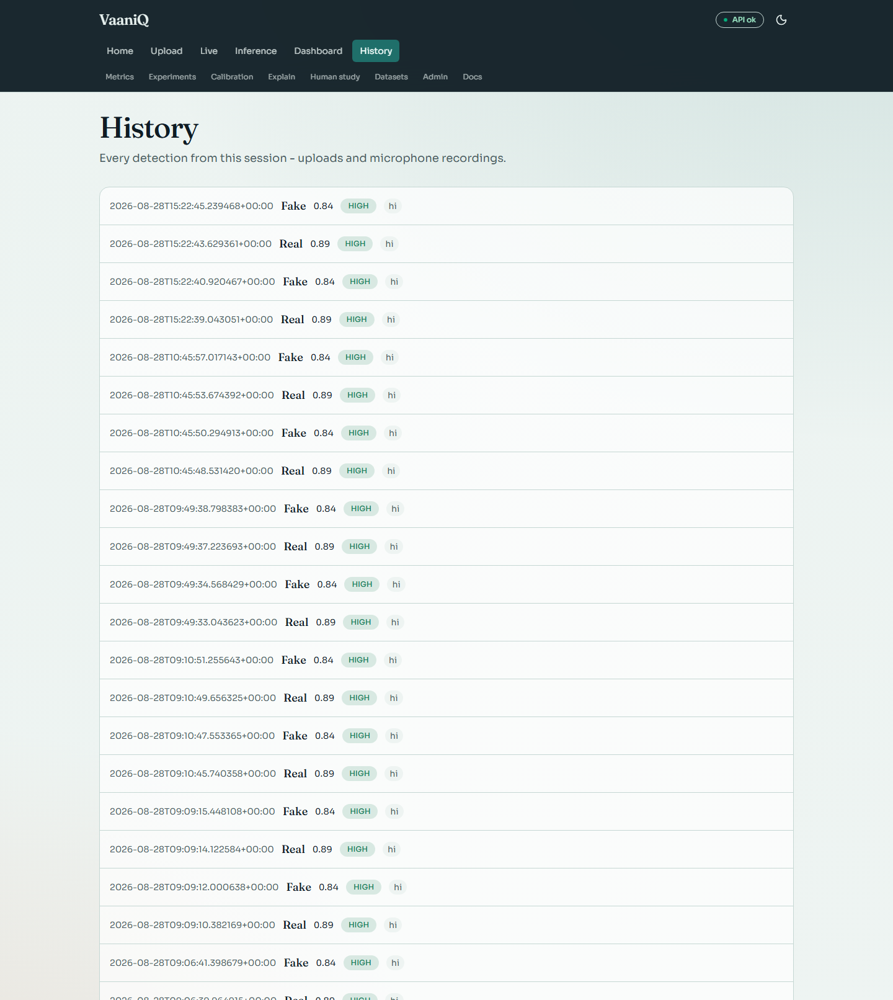 VaaniQ
API ok
Home Upload Live Inference Dashboard History
Metrics Experiments Calibration Explain Human study Datasets Admin Docs
History
Every detection from this session - uploads and microphone recordings.
2026-08-28T15:22:45.239468+00:00 Fake 0.84 HIGH hi
2026-08-28T15:22:43.629361+00:00 Real 0.89 HIGH hi
2026-08-28T15:22:40.920467+00:00 Fake 0.84 HIGH hi
2026-08-28T15:22:39.043051+00:00 Real 0.89 HIGH hi
2026-08-28T10:45:57.017143+00:00 Fake 0.84 HIGH hi
2026-08-28T10:45:53.674392+00:00 Real 0.89 HIGH hi
2026-08-28T10:45:50.294913+00:00 Fake 0.84 HIGH hi
2026-08-28T10:45:48.531420+00:00 Real 0.89 HIGH hi
2026-08-28T09:49:38.798383+00:00 Fake 0.84 HIGH hi
2026-08-28T09:49:37.223693+00:00 Real 0.89 HIGH hi
2026-08-28T09:49:34.568429+00:00 Fake 0.84 HIGH hi
2026-08-28T09:49:33.043623+00:00 Real 0.89 HIGH hi
2026-08-28T09:10:51.255643+00:00 Fake 0.84 HIGH hi
2026-08-28T09:10:49.656325+00:00 Real 0.89 HIGH hi
2026-08-28T09:10:47.553365+00:00 Fake 0.84 HIGH hi
2026-08-28T09:10:45.740358+00:00 Real 0.89 HIGH hi
2026-08-28T09:09:15.448108+00:00 Fake 0.84 HIGH hi
2026-08-28T09:09:14.122584+00:00 Real 0.89 HIGH hi
2026-08-28T09:09:12.000638+00:00 Fake 0.84 HIGH hi
2026-08-28T09:09:10.382169+00:00 Real 0.89 HIGH hi
2026-08-28T09:06:41.398679+00:00 Fake 0.84 HIGH hi
Real 0.89 HIGH hi